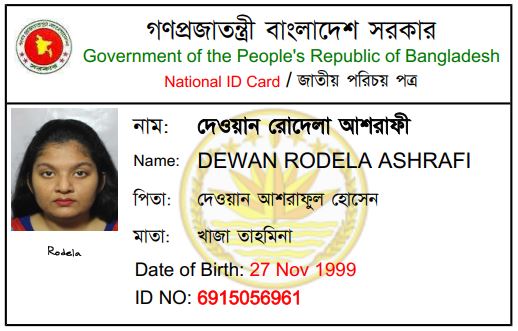 গণপ্রজাতন্ত্রী বাংলাদেশ সরকার
Government of the People's Republic of Bangladesh
National ID Card / জাতীয় পরিচয় পত্র
নাম: দেওয়ান রোদেলা আশরাফী
Name: DEWAN RODELA ASHRAFI
পিতা: দেওয়ান আশরাফুল হোসেন
মাতা: খাজা তাহমিনা
Date of Birth: 27 Nov 1999
ID NO: 6915056961
Rodela